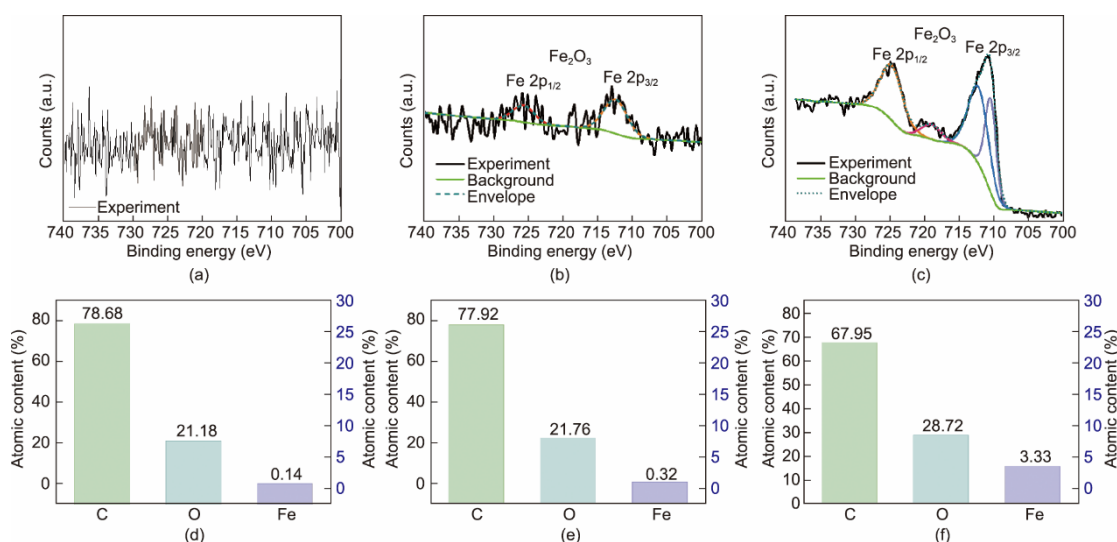 Counts (a.u.)
Experiment
740 735 730 725 720 715 710 705 700
Binding energy (eV)
(a)
Counts (a.u.)
Fe₂O₃
Fe 2p₁/₂ Fe 2p₃/₂
Experiment
Background
Envelope
740 735 730 725 720 715 710 705 700
Binding energy (eV)
(b)
Counts (a.u.)
Fe₂O₃
Fe 2p₁/₂ Fe 2p₃/₂
Experiment
Background
Envelope
740 735 730 725 720 715 710 705 700
Binding energy (eV)
(c)
Atomic content (%)
80
60
40
20
0
78.68
21.18
0.14
30
25
20
15
10
5
0
Atomic content (%)
C O Fe
(d)
Atomic content (%)
80
60
40
20
0
77.92
21.76
0.32
30
25
20
15
10
5
0
Atomic content (%)
C O Fe
(e)
Atomic content (%)
80
70
60
50
40
30
20
10
0
67.95
28.72
3.33
30
25
20
15
10
5
0
Atomic content (%)
C O Fe
(f)